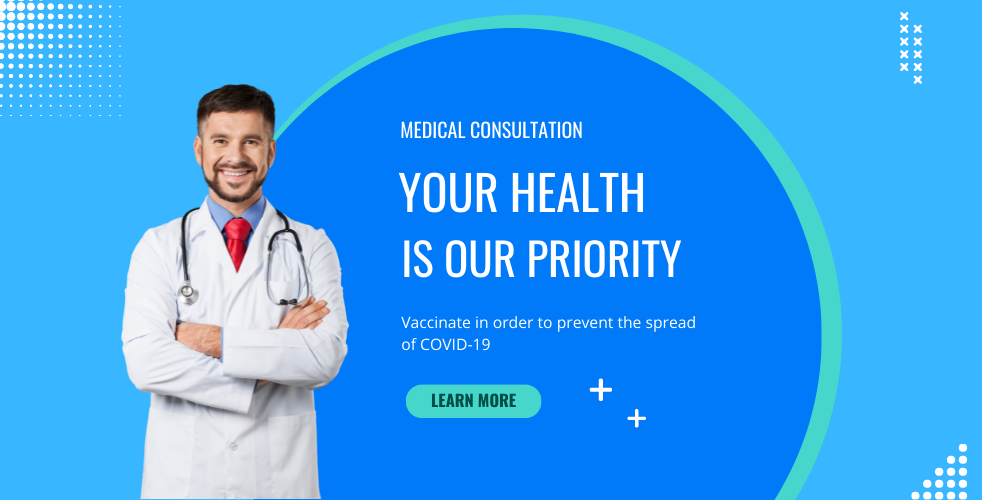 MEDICAL CONSULTATION
YOUR HEALTH
IS OUR PRIORITY
Vaccinate in order to prevent the spread
of COVID-19
LEARN MORE